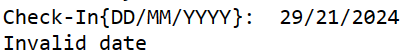 Check-In{DD/MM/YYYY}:  29/21/2024
Invalid date